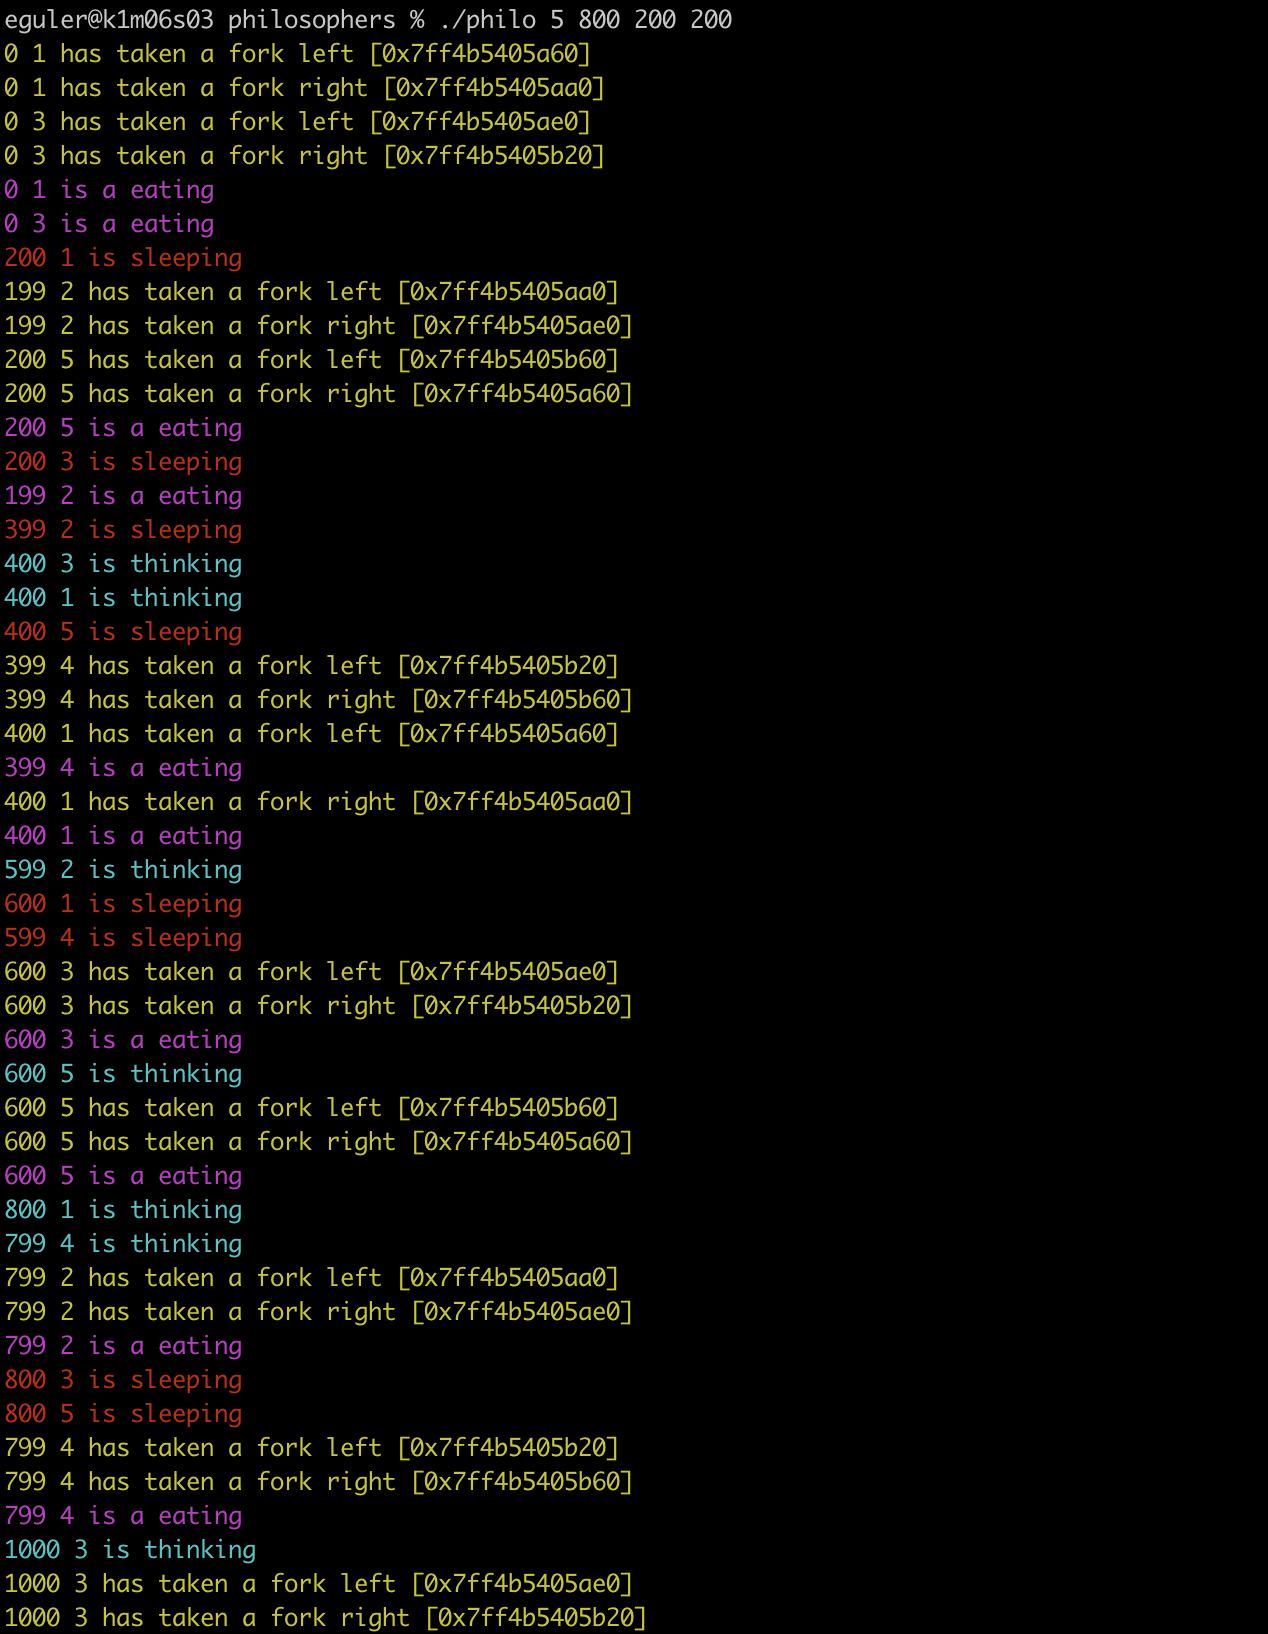 eguler@k1m06s03 philosophers % ./philo 5 800 200 200
0 1 has taken a fork left [0x7ff4b5405a60]
0 1 has taken a fork right [0x7ff4b5405aa0]
0 3 has taken a fork left [0x7ff4b5405ae0]
0 3 has taken a fork right [0x7ff4b5405b20]
0 1 is a eating
0 3 is a eating
200 1 is sleeping
199 2 has taken a fork left [0x7ff4b5405aa0]
199 2 has taken a fork right [0x7ff4b5405ae0]
200 5 has taken a fork left [0x7ff4b5405b60]
200 5 has taken a fork right [0x7ff4b5405a60]
200 5 is a eating
200 3 is sleeping
199 2 is a eating
399 2 is sleeping
400 3 is thinking
400 1 is thinking
400 5 is sleeping
399 4 has taken a fork left [0x7ff4b5405b20]
399 4 has taken a fork right [0x7ff4b5405b60]
400 1 has taken a fork left [0x7ff4b5405a60]
399 4 is a eating
400 1 has taken a fork right [0x7ff4b5405aa0]
400 1 is a eating
599 2 is thinking
600 1 is sleeping
599 4 is sleeping
600 3 has taken a fork left [0x7ff4b5405ae0]
600 3 has taken a fork right [0x7ff4b5405b20]
600 3 is a eating
600 5 is thinking
600 5 has taken a fork left [0x7ff4b5405b60]
600 5 has taken a fork right [0x7ff4b5405a60]
600 5 is a eating
800 1 is thinking
799 4 is thinking
799 2 has taken a fork left [0x7ff4b5405aa0]
799 2 has taken a fork right [0x7ff4b5405ae0]
799 2 is a eating
800 3 is sleeping
800 5 is sleeping
799 4 has taken a fork left [0x7ff4b5405b20]
799 4 has taken a fork right [0x7ff4b5405b60]
799 4 is a eating
1000 3 is thinking
1000 3 has taken a fork left [0x7ff4b5405ae0]
1000 3 has taken a fork right [0x7ff4b5405b20]